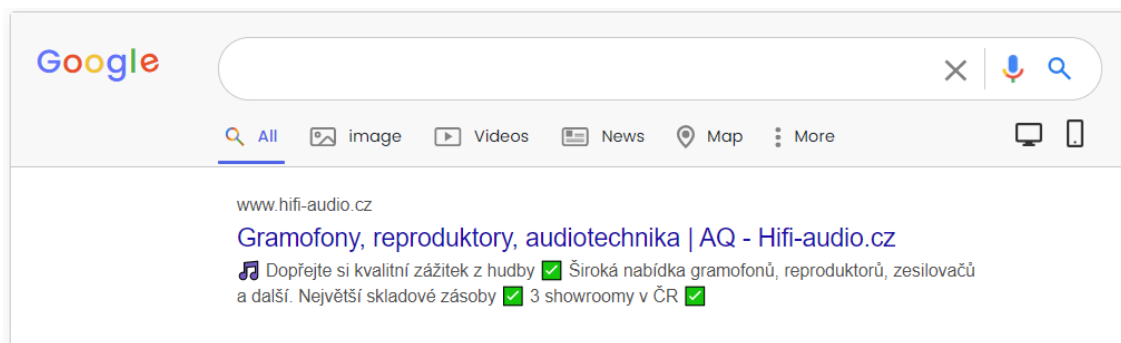 Google
All image Videos News Map More
www.hifi-audio.cz
Gramofony, reproduktory, audiotechnika | AQ - Hifi-audio.cz
🎵 Dopřejte si kvalitní zážitek z hudby ✅ Široká nabídka gramofonů, reproduktorů, zesilovačů
a další. Největší skladové zásoby ✅ 3 showroomy v ČR ✅